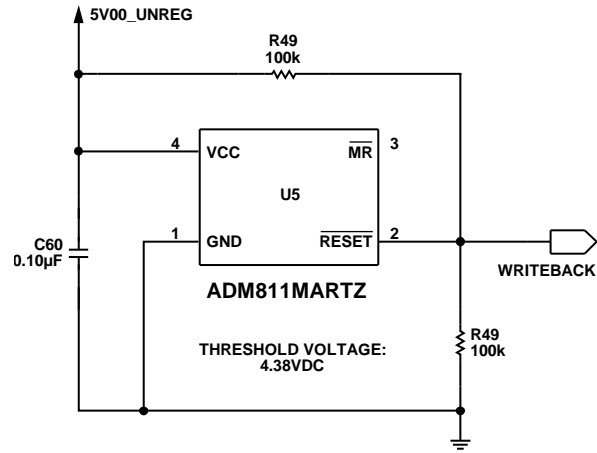 5V00_UNREG
R49
100k
4
VCC
MR
3
U5
1
GND
RESET
2
C60
0.10µF
WRITEBACK
ADM811MARTZ
R49
100k
THRESHOLD VOLTAGE:
4.38VDC